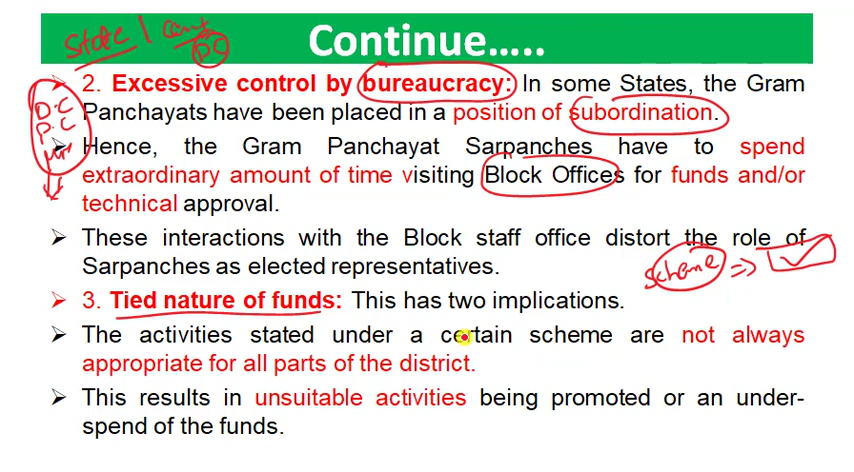 State | Cent
DC
Continue.....
2. Excessive control by bureaucracy: In some States, the Gram
Panchayats have been placed in a position of subordination.
D.C
P.C
Hence, the Gram Panchayat Sarpanches have to spend
extraordinary amount of time visiting Block Offices for funds and/or
technical approval.
These interactions with the Block staff office distort the role of
Sarpanches as elected representatives.
Scheme
3. Tied nature of funds: This has two implications.
The activities stated under a certain scheme are not always
appropriate for all parts of the district.
This results in unsuitable activities being promoted or an under-
spend of the funds.